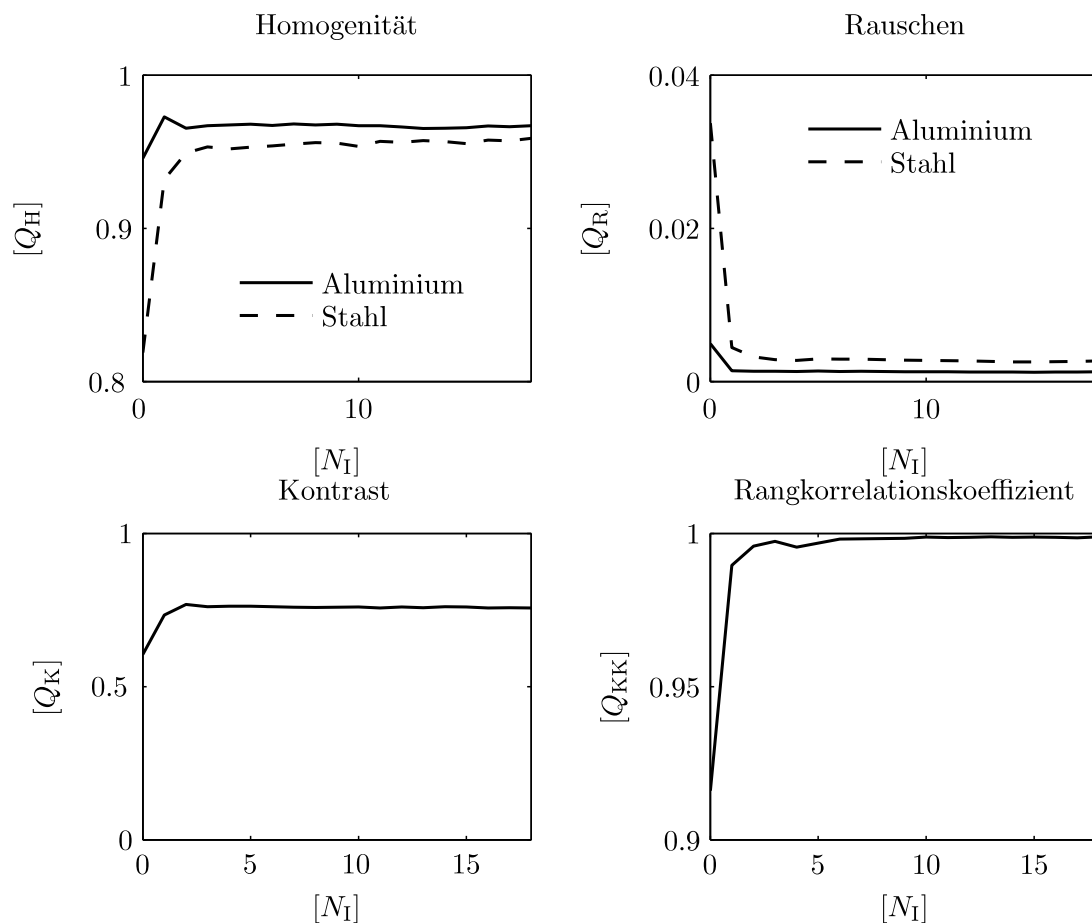 Homogenität
1
0.9
0.8
0
10
[Q_H]
[N_I]
Aluminium
Stahl
Rauschen
0.04
0.02
0
0
10
[Q_R]
[N_I]
Aluminium
Stahl
Kontrast
1
0.5
0
0
5
10
15
[Q_K]
[N_I]
Rangkorrelationskoeffizient
1
0.95
0.9
0
5
10
15
[Q_KK]
[N_I]